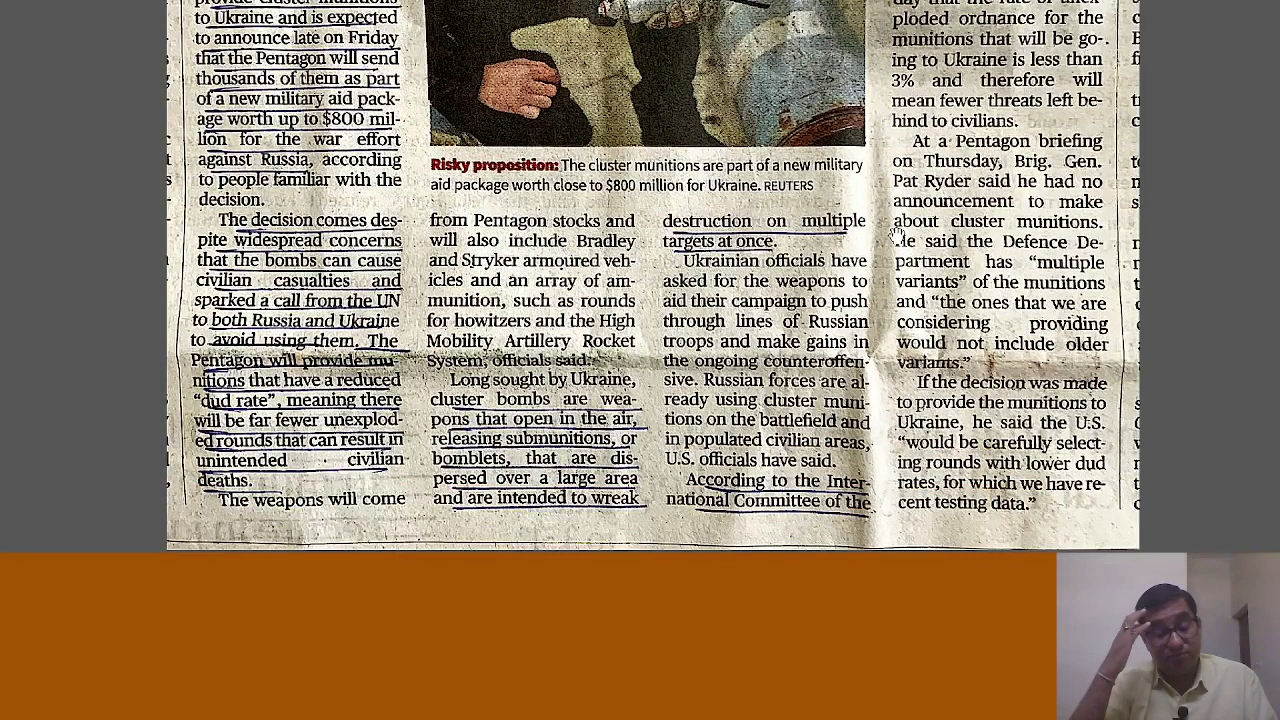 provide cluster munitions
to Ukraine and is expected
to announce late on Friday
that the Pentagon will send
thousands of them as part
of a new military aid pack-
age worth up to $800 mil-
lion for the war effort
against Russia, according
to people familiar with the
decision.
The decision comes des-
pite widespread concerns
that the bombs can cause
civilian casualties and
sparked a call from the UN
to both Russia and Ukraine
to avoid using them. The
Pentagon will provide mu-
nitions that have a reduced
“dud rate”, meaning there
will be far fewer unexplod-
ed rounds that can result in
unintended civilian
deaths.
The weapons will come
Risky proposition: The cluster munitions are part of a new military
aid package worth close to $800 million for Ukraine. REUTERS
from Pentagon stocks and
will also include Bradley
and Stryker armoured veh-
icles and an array of am-
munition, such as rounds
for howitzers and the High
Mobility Artillery Rocket
System, officials said.
Long sought by Ukraine,
cluster bombs are wea-
pons that open in the air,
releasing submunitions, or
bomblets, that are dis-
persed over a large area
and are intended to wreak
destruction on multiple
targets at once.
Ukrainian officials have
asked for the weapons to
aid their campaign to push
through lines of Russian
troops and make gains in
the ongoing counteroffen-
sive. Russian forces are al-
ready using cluster muni-
tions on the battlefield and
in populated civilian areas,
U.S. officials have said.
According to the Inter-
national Committee of the
day that the rate of unex-
ploded ordnance for the
munitions that will be go-
ing to Ukraine is less than
3% and therefore will
mean fewer threats left be-
hind to civilians.
At a Pentagon briefing
on Thursday, Brig. Gen.
Pat Ryder said he had no
announcement to make
about cluster munitions.
He said the Defence De-
partment has “multiple
variants” of the munitions
and “the ones that we are
considering providing
would not include older
variants.”
If the decision was made
to provide the munitions to
Ukraine, he said the U.S.
“would be carefully select-
ing rounds with lower dud
rates, for which we have re-
cent testing data.”